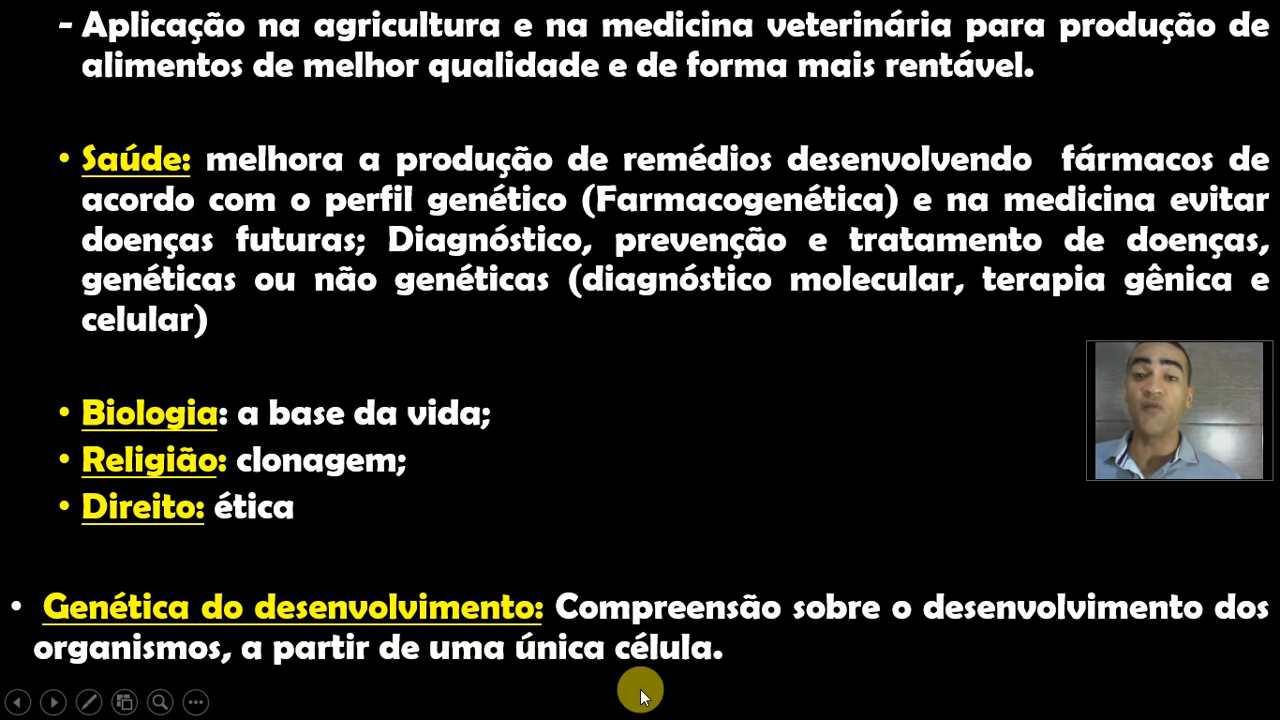 - Aplicação na agricultura e na medicina veterinária para produção de
alimentos de melhor qualidade e de forma mais rentável.
• Saúde: melhora a produção de remédios desenvolvendo fármacos de
acordo com o perfil genético (Farmacogenética) e na medicina evitar
doenças futuras; Diagnóstico, prevenção e tratamento de doenças,
genéticas ou não genéticas (diagnóstico molecular, terapia gênica e
celular)
• Biologia: a base da vida;
• Religião: clonagem;
• Direito: ética
• Genética do desenvolvimento: Compreensão sobre o desenvolvimento dos
organismos, a partir de uma única célula.